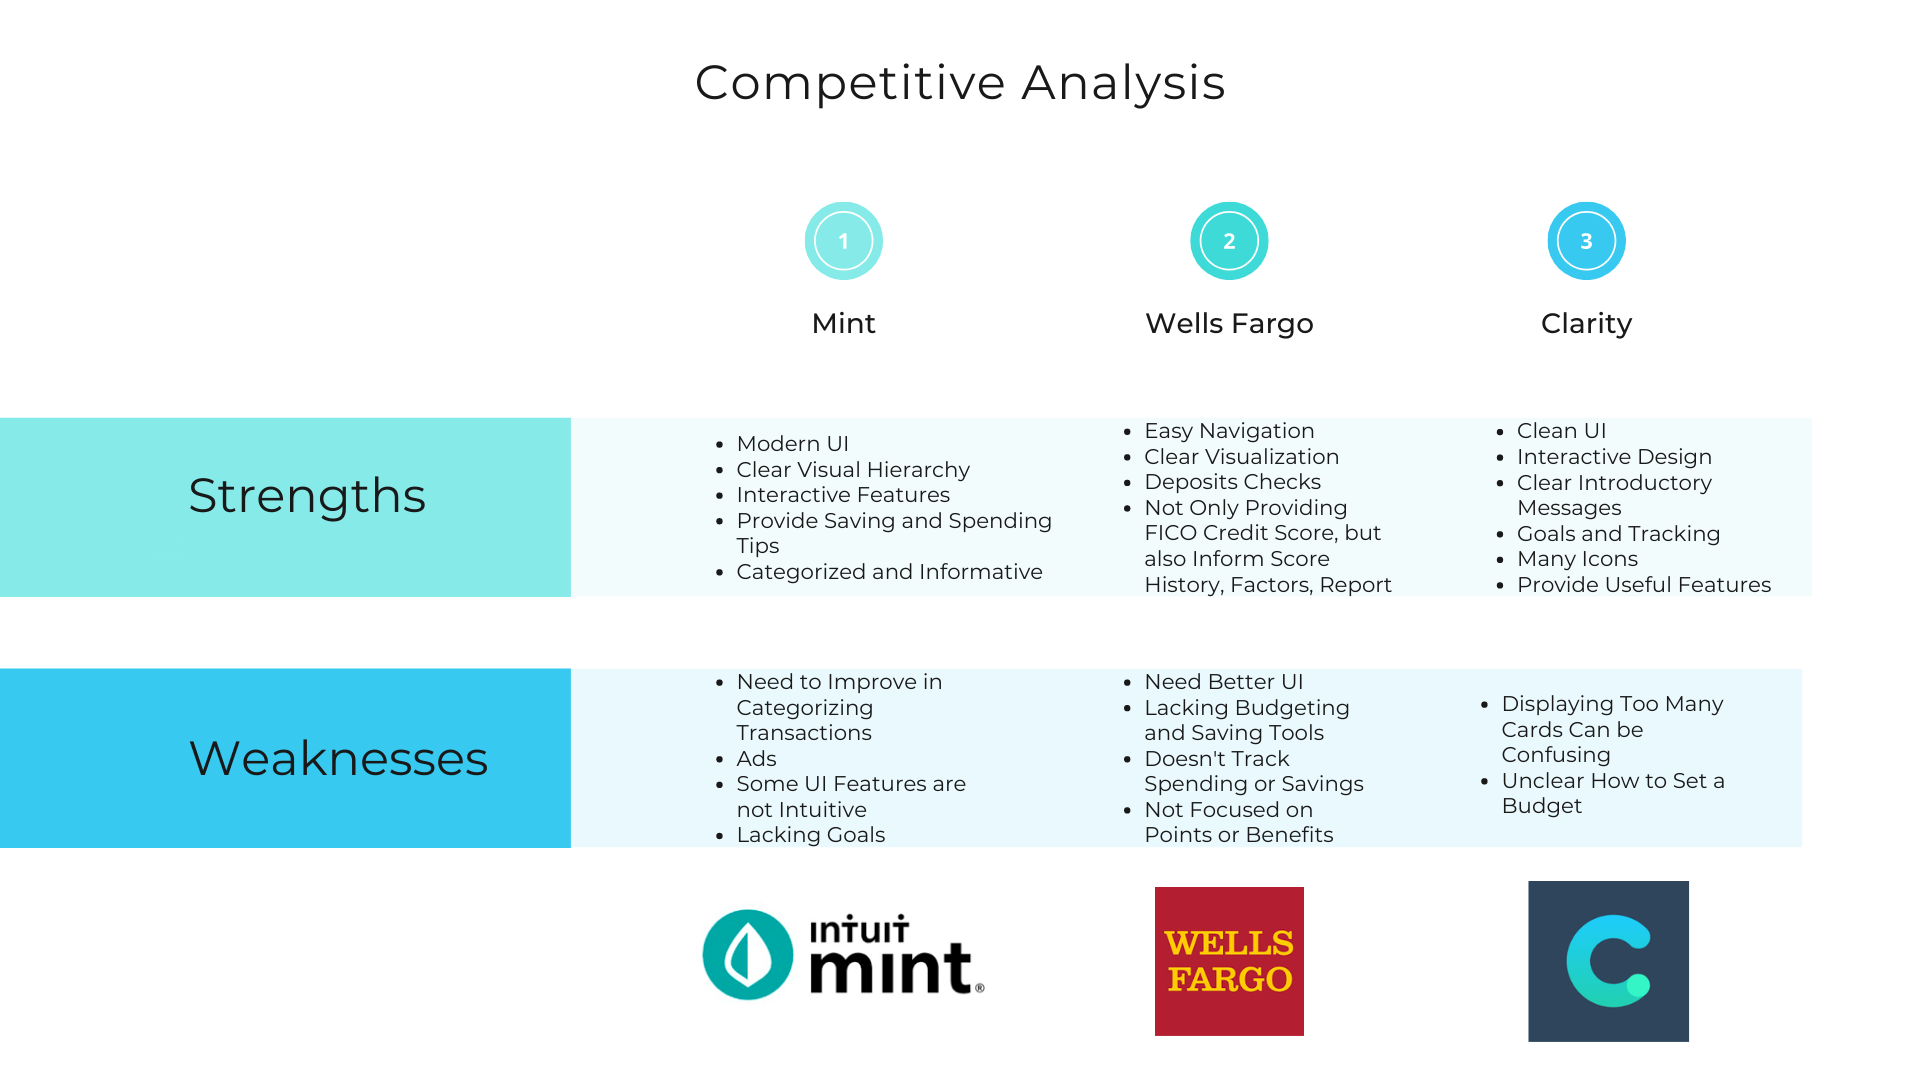 Competitive Analysis
1
2
3
Mint
Wells Fargo
Clarity
Strengths
• Modern UI
• Clear Visual Hierarchy
• Interactive Features
• Provide Saving and Spending
Tips
• Categorized and Informative
• Easy Navigation
• Clear Visualization
• Deposits Checks
• Not Only Providing
FICO Credit Score, but
also Inform Score
History, Factors, Report
• Clean UI
• Interactive Design
• Clear Introductory
Messages
• Goals and Tracking
• Many Icons
• Provide Useful Features
Weaknesses
• Need to Improve in
Categorizing
Transactions
• Ads
• Some UI Features are
not Intuitive
• Lacking Goals
• Need Better UI
• Lacking Budgeting
and Saving Tools
• Doesn't Track
Spending or Savings
• Not Focused on
Points or Benefits
• Displaying Too Many
Cards Can be
Confusing
• Unclear How to Set a
Budget
intuit
mint®
WELLS
FARGO
C